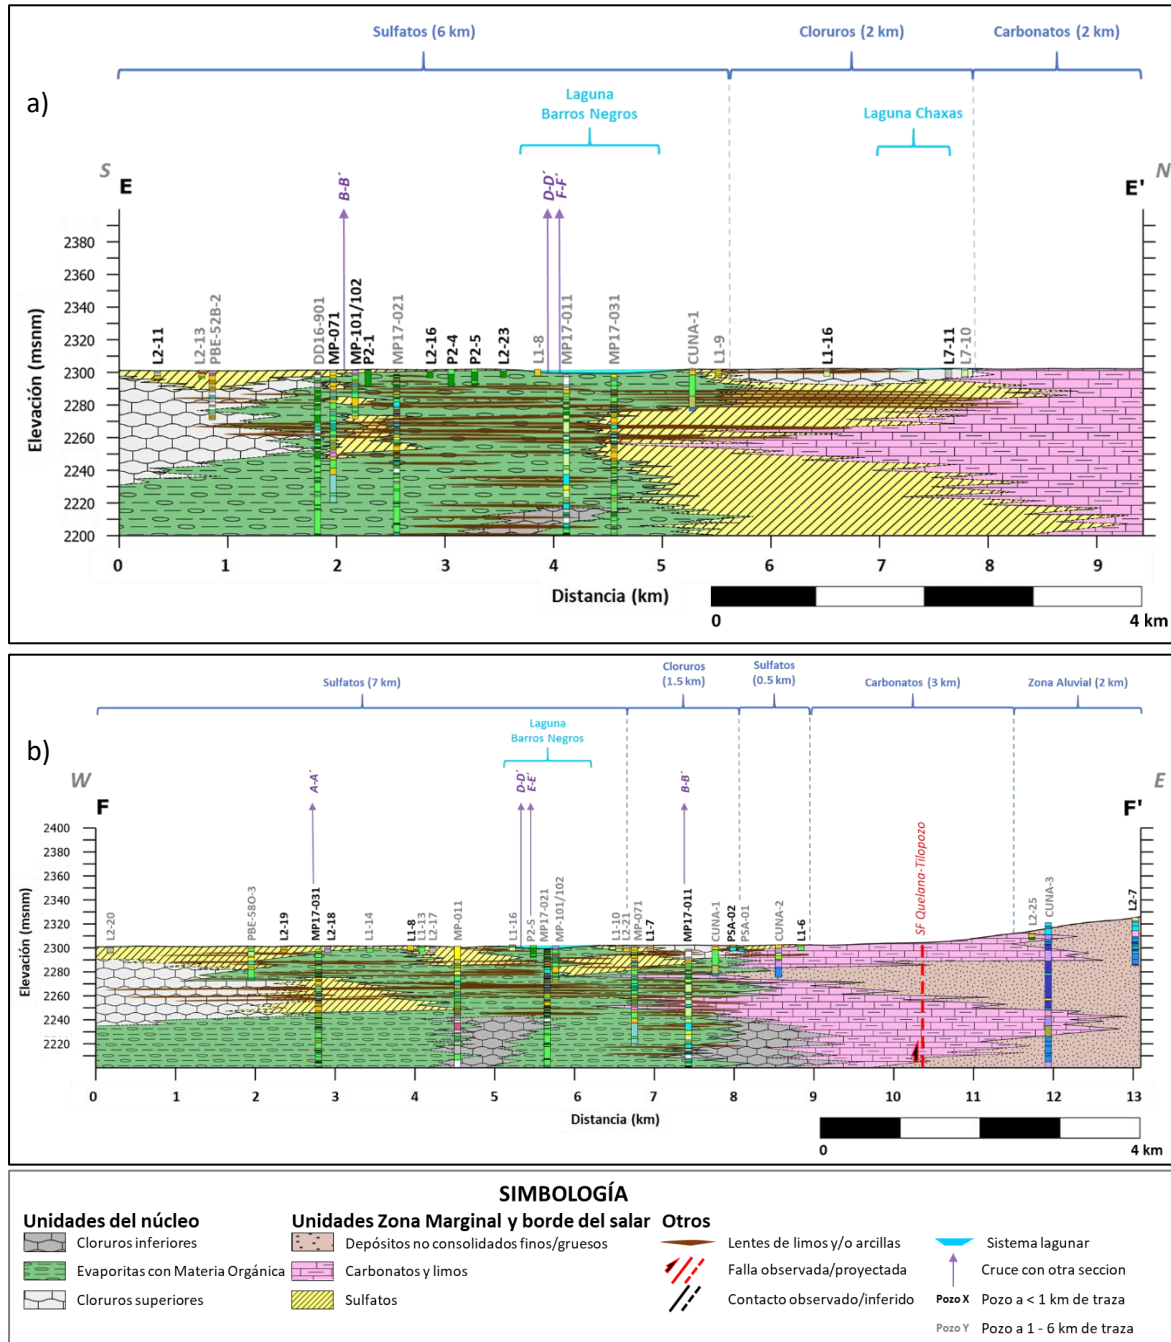 Sulfatos (6 km)
Cloruros (2 km)
Carbonatos (2 km)
a)
Laguna
Barros Negros
Laguna Chaxas
S
N
E
E'
B-B´
D-D´
F-F´
Elevación (msnm)
2380
2360
2340
2320
2300
2280
2260
2240
2220
2200
L2-11
L2-13
PBE-52B-2
DD16-901
MP-071
MP-101/102
P2-1
MP17-021
L2-16
P2-4
P2-5
L2-23
L1-8
MP17-011
MP17-031
CUNA-1
L1-9
L1-16
L7-11
L7-10
0 1 2 3 4 5 6 7 8 9
Distancia (km)
0 4 km
Sulfatos (7 km)
Cloruros
(1.5 km)
Sulfatos
(0.5 km)
Carbonatos (3 km)
Zona Aluvial (2 km)
b)
Laguna
Barros Negros
W
E
F
F'
A-A´
D-D´
E-E´
B-B´
SF Quelana-Tilopozo
Elevación (msnm)
2400
2380
2360
2340
2320
2300
2280
2260
2240
2220
L2-20
PBE-58O-3
L2-19
MP17-031
L2-18
L1-14
L1-8
L1-13
L2-17
MP-011
L1-16
P2-5
MP17-021
MP-101/102
L1-10
L2-21
MP-071
L1-7
MP17-011
CUNA-1
PSA-02
PSA-01
CUNA-2
L1-6
L2-25
CUNA-3
L2-7
0 1 2 3 4 5 6 7 8 9 10 11 12 13
Distancia (km)
0 4 km
SIMBOLOGÍA
Unidades del núcleo
Cloruros inferiores
Evaporitas con Materia Orgánica
Cloruros superiores
Unidades Zona Marginal y borde del salar
Depósitos no consolidados finos/gruesos
Carbonatos y limos
Sulfatos
Otros
Lentes de limos y/o arcillas
Falla observada/proyectada
Contacto observado/inferido
Sistema lagunar
Cruce con otra seccion
Pozo X Pozo a < 1 km de traza
Pozo Y Pozo a 1 - 6 km de traza